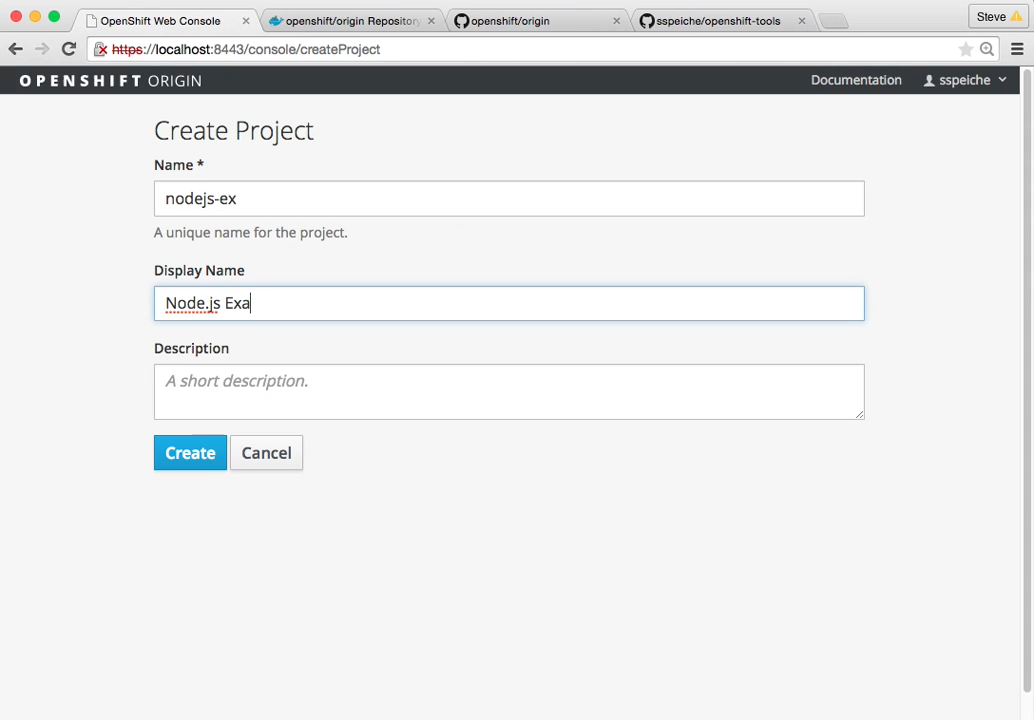 OpenShift Web Console
openshift/origin Repository
openshift/origin
sspeiche/openshift-tools
Steve
https://localhost:8443/console/createProject
OPENSHIFT ORIGIN
Documentation
sspeiche
Create Project
Name *
nodejs-ex
A unique name for the project.
Display Name
Node.js Exa
Description
A short description.
Create
Cancel